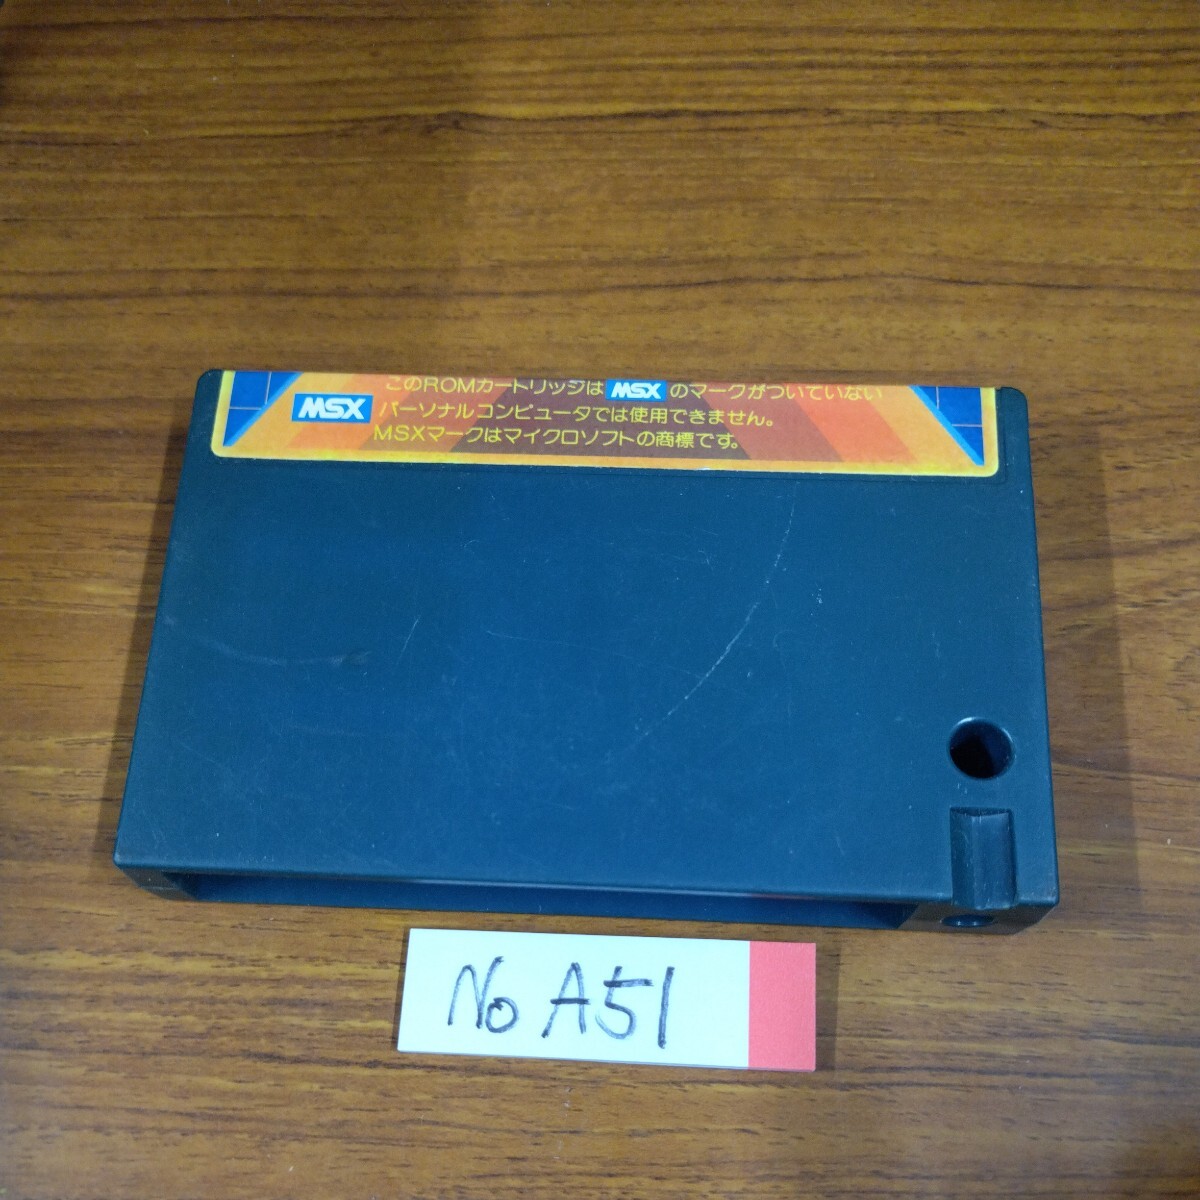 このROMカートリッジは MSX のマークがついていない
MSX パーソナルコンピュータでは使用できません。
MSXマークはマイクロソフトの商標です。
No A51